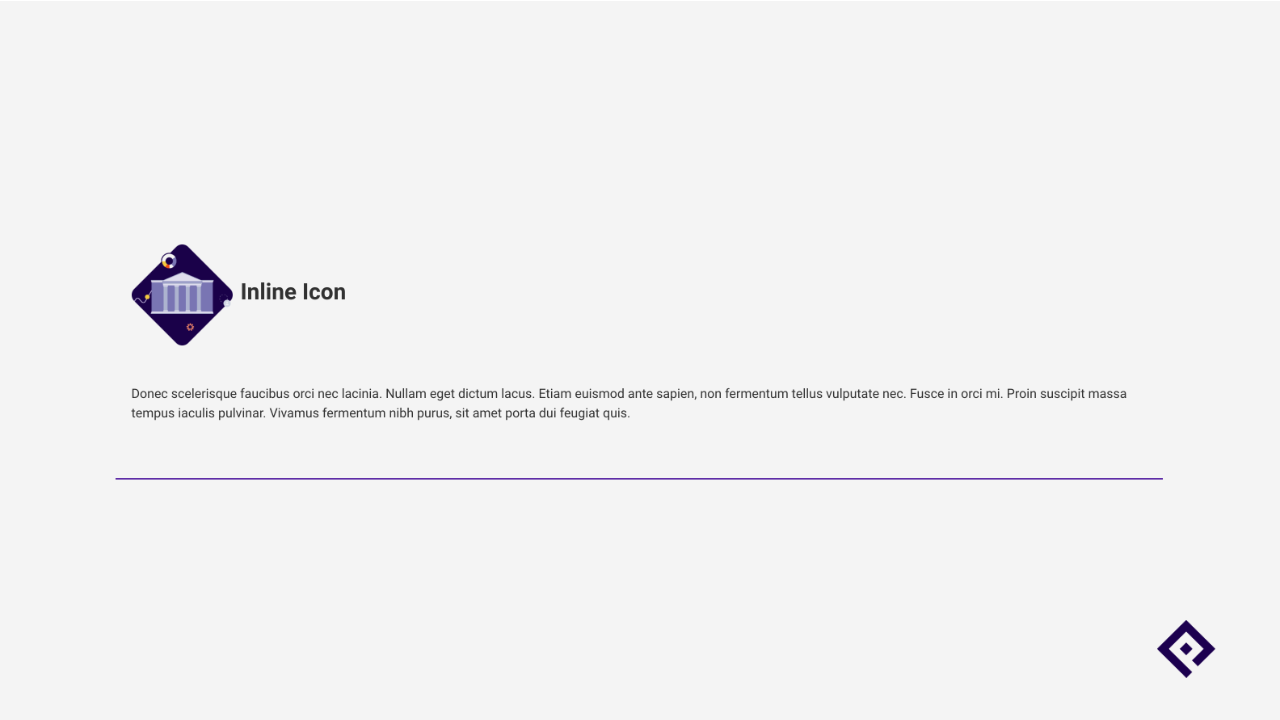 Inline Icon
Donec scelerisque faucibus orci nec lacinia. Nullam eget dictum lacus. Etiam euismod ante sapien, non fermentum tellus vulputate nec. Fusce in orci mi. Proin suscipit massa
tempus iaculis pulvinar. Vivamus fermentum nibh purus, sit amet porta dui feugiat quis.